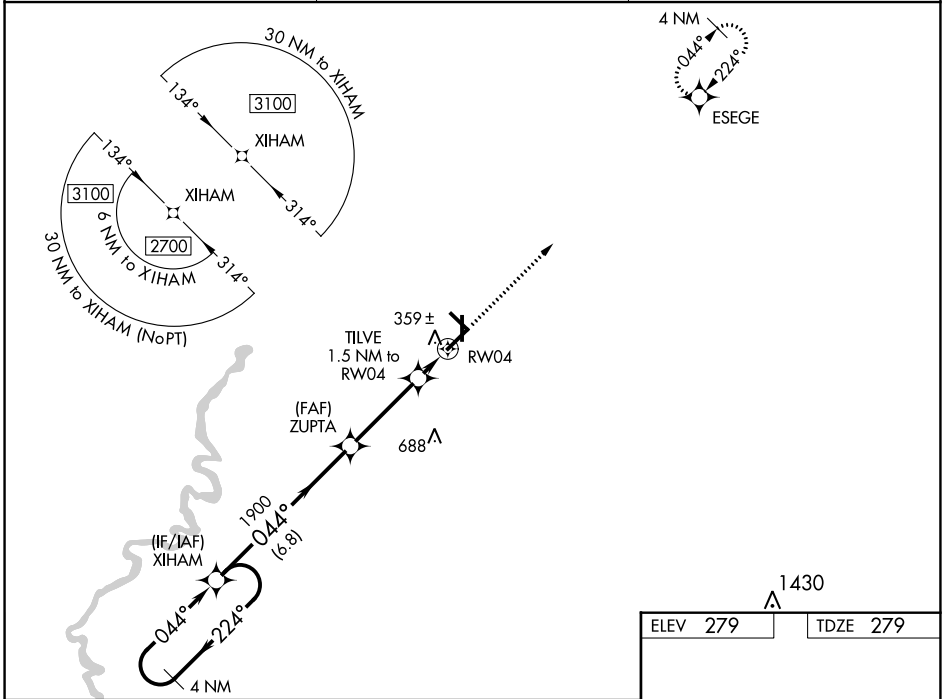 4 NM
044°
224°
ESEGE
30 NM to XIHAM
134°
3100
XIHAM
314°
134°
3100
XIHAM
2700
6 NM to XIHAM
314°
30 NM to XIHAM (NoPT)
359 ±
TILVE
1.5 NM to
RW04
RW04
(FAF)
ZUPTA
688
1900
044°
(6.8)
(IF/IAF)
XIHAM
044°
224°
4 NM
1430
ELEV 279
TDZE 279